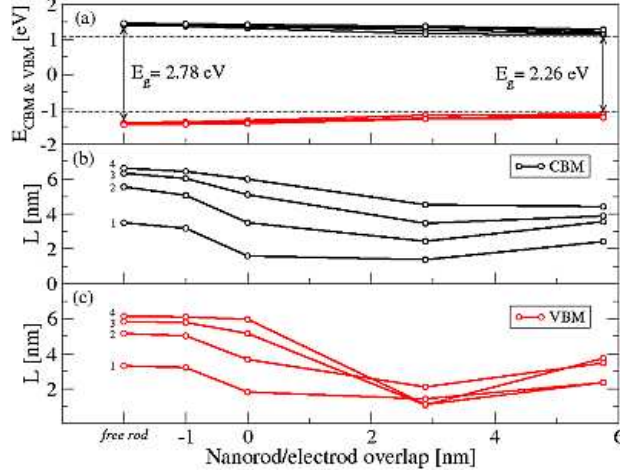 (a)
E_CBM & VBM [eV]
2
1
0
-1
-2
E_g = 2.78 eV
E_g = 2.26 eV
(b)
L [nm]
8
6
4
2
0
4
3
2
1
CBM
(c)
L [nm]
6
4
2
4
3
2
1
VBM
free rod
-1
0
2
4
6
Nanorod/electrod overlap [nm]